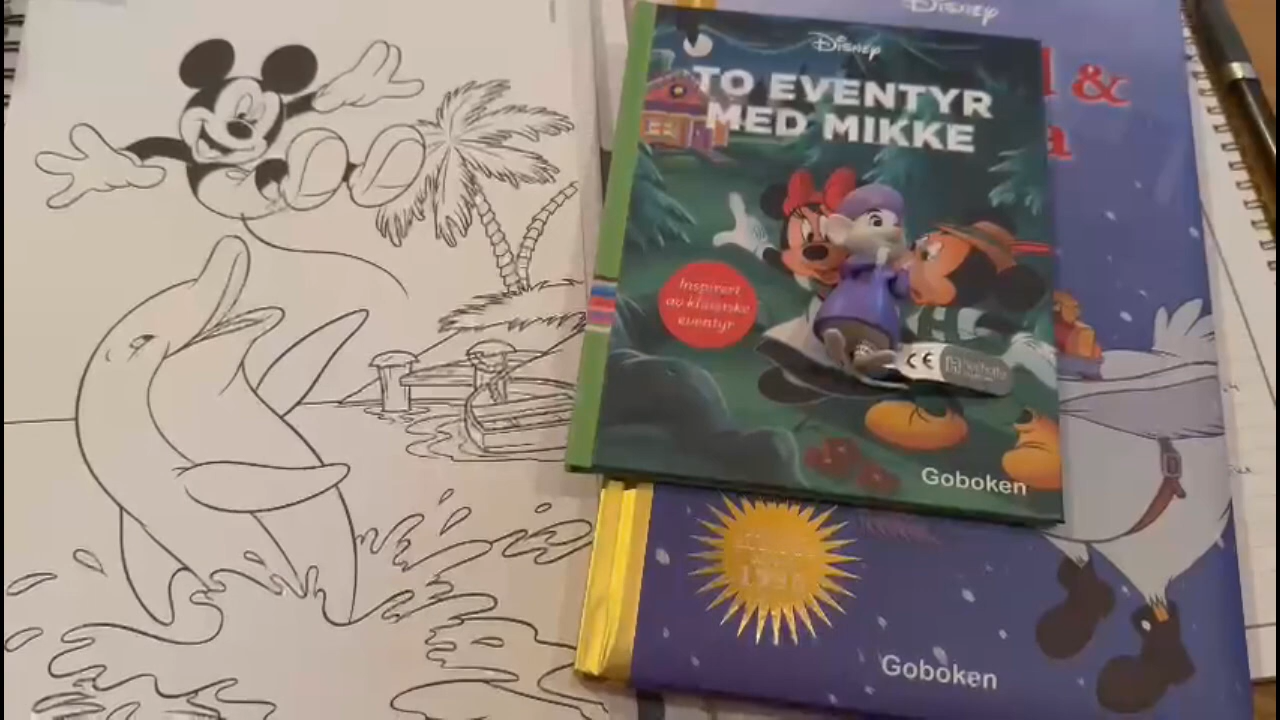 DISNEY
&
DISNEY
TO EVENTYR
MED MIKKE
Inspirert
av klassiske
eventyr
CE
Goboken
Goboken